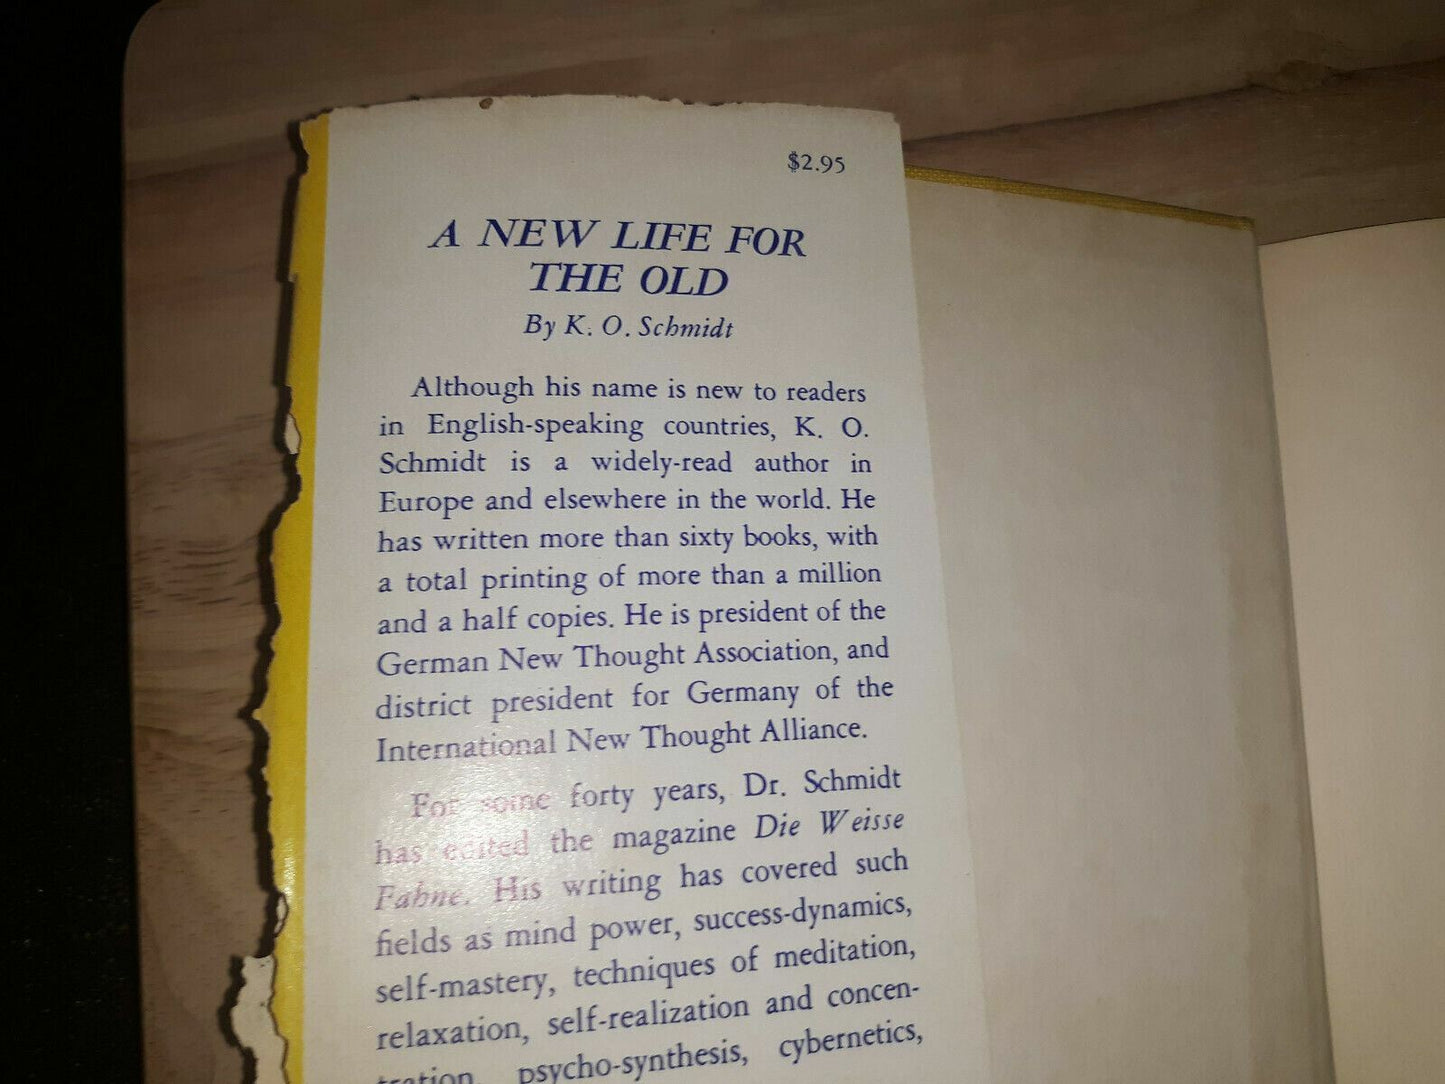 $2.95
A NEW LIFE FOR
THE OLD
By K. O. Schmidt
Although his name is new to readers
in English-speaking countries, K. O.
Schmidt is a widely-read author in
Europe and elsewhere in the world. He
has written more than sixty books, with
a total printing of more than a million
and a half copies. He is president of the
German New Thought Association, and
district president for Germany of the
International New Thought Alliance.
For some forty years, Dr. Schmidt
has edited the magazine Die Weisse
Fahne. His writing has covered such
fields as mind power, success-dynamics,
self-mastery, techniques of meditation,
relaxation, self-realization and concen-
tration, psycho-synthesis, cybernetics,